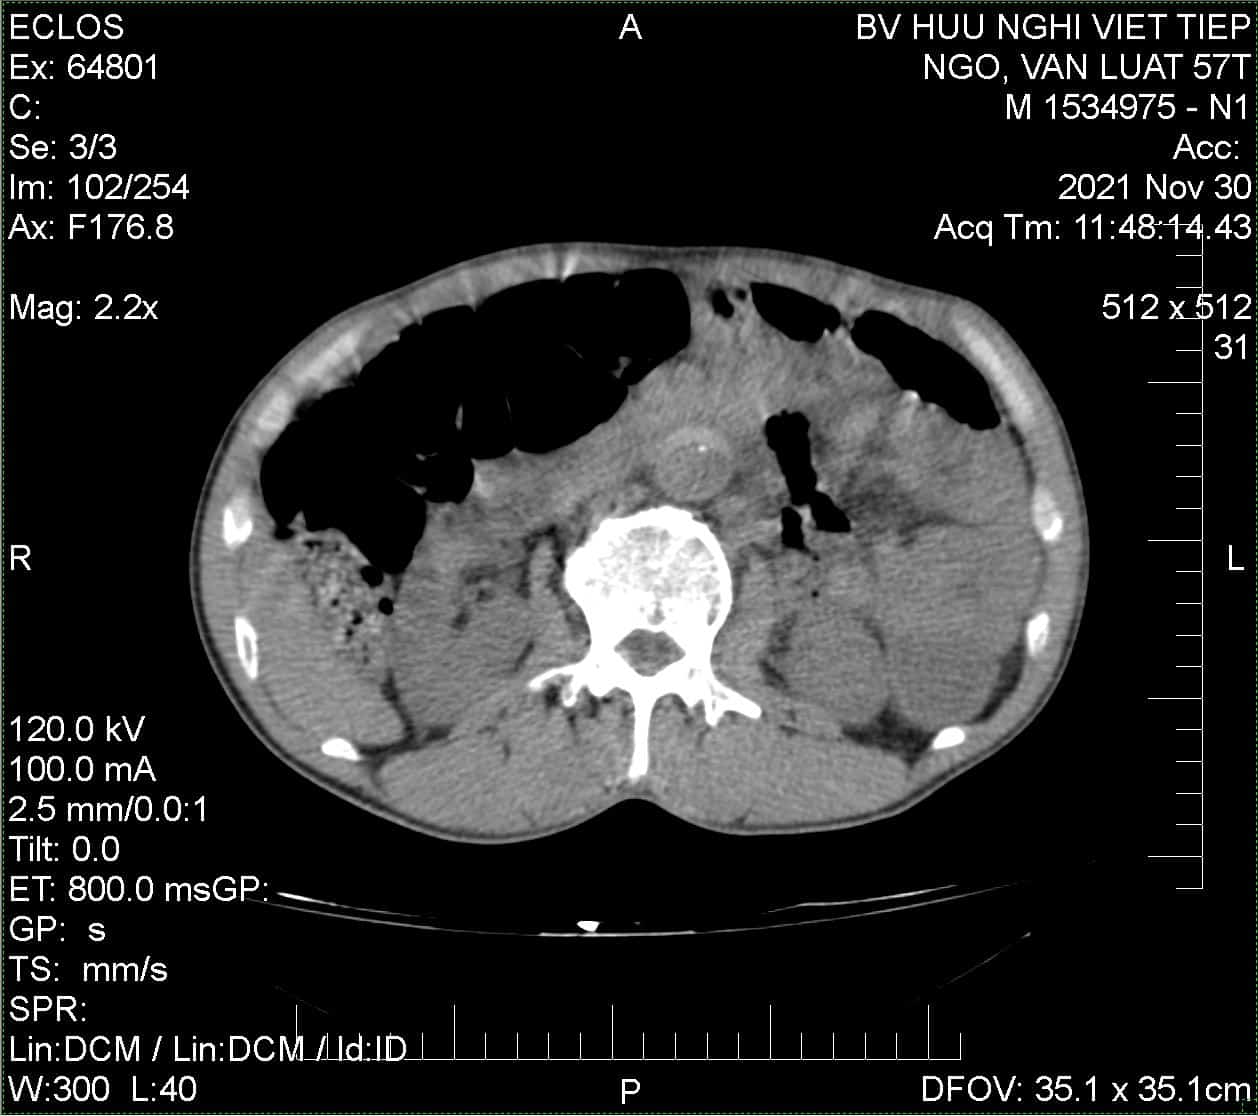 ECLOS
Ex: 64801
C:
Se: 3/3
Im: 102/254
Ax: F176.8
Mag: 2.2x
A
BV HUU NGHI VIET TIEP
NGO, VAN LUAT 57T
M 1534975 - N1
Acc:
2021 Nov 30
Acq Tm: 11:48:14.43
512 x 512
31
R
L
120.0 kV
100.0 mA
2.5 mm/0.0:1
Tilt: 0.0
ET: 800.0 msGP:
GP: s
TS: mm/s
SPR:
Lin:DCM / Lin:DCM / Id:ID
W:300 L:40
P
DFOV: 35.1 x 35.1cm